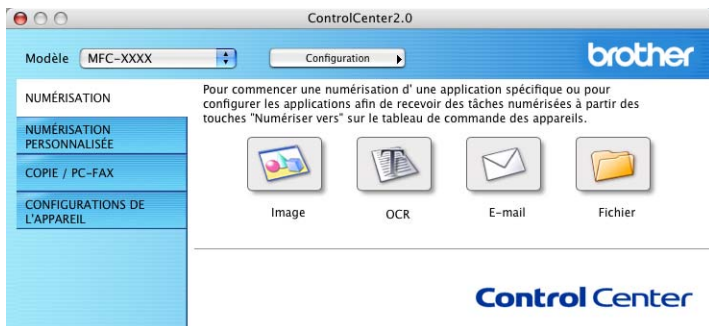 ControlCenter2.0
Modèle MFC-XXXX Configuration brother
NUMÉRISATION
NUMÉRISATION
PERSONNALISÉE
COPIE / PC-FAX
CONFIGURATIONS DE
L'APPAREIL
Pour commencer une numérisation d' une application spécifique ou pour
configurer les applications afin de recevoir des tâches numérisées à partir des
touches "Numériser vers" sur le tableau de commande des appareils.
Image OCR E-mail Fichier
Control Center